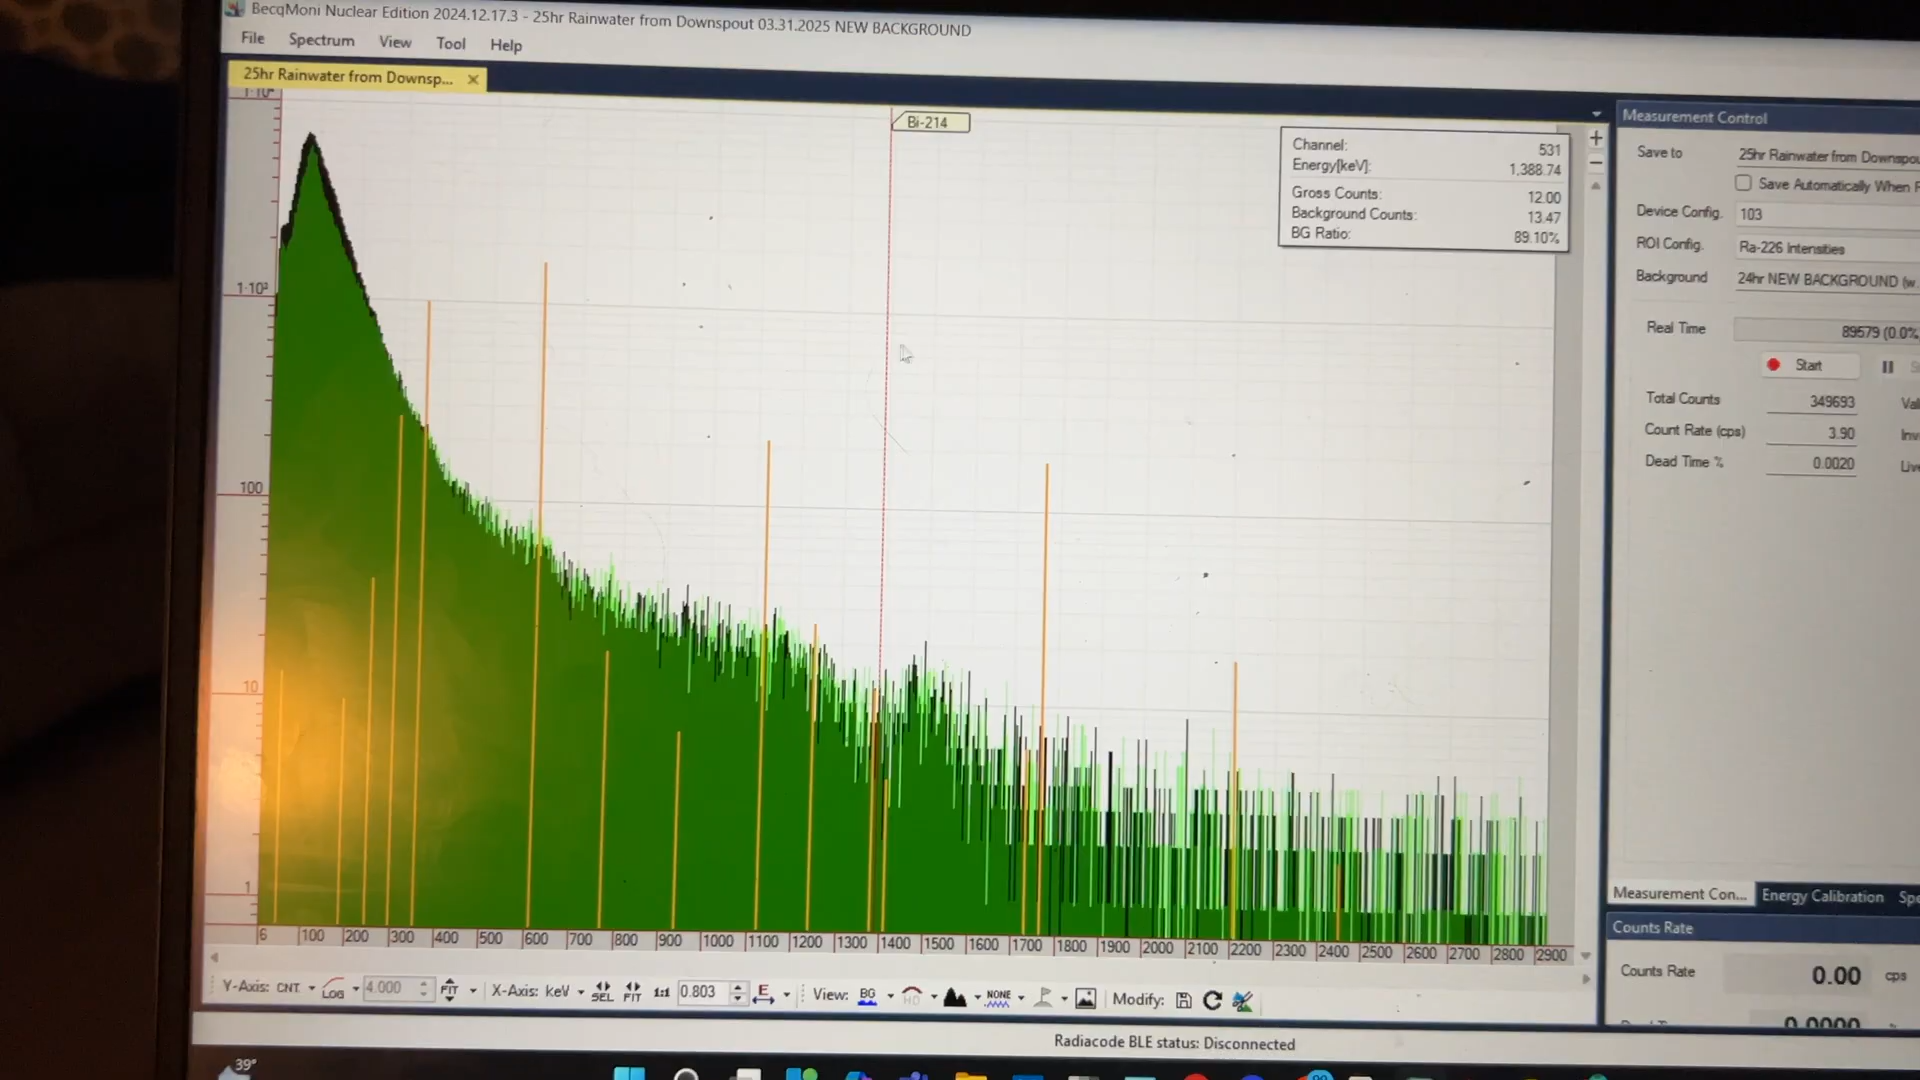 BecqMoni Nuclear Edition 2024.12.17.3 - 25hr Rainwater from Downspout 03.31.2025 NEW BACKGROUND
File Spectrum View Tool Help
25hr Rainwater from Downsp...
Bi-214
Channel: 531
Energy[keV]: 1,388.74
Gross Counts: 12.00
Background Counts: 13.47
BG Ratio: 89.10%
100
10
1
6 100 200 300 400 500 600 700 800 900 1000 1100 1200 1300 1400 1500 1600 1700 1800 1900 2000 2100 2200 2300 2400 2500 2600 2700 2800 2900
Y-Axis: CNT LOG 4.000 FIT X-Axis: keV SEL FIT 1:1 0.803 E View: BG NONE Modify:
Measurement Control
Save to 25hr Rainwater from Downspou
Save Automatically When
Device Config. 103
ROI Config. Ra-226 Intensities
Background 24hr NEW BACKGROUND (w.
Real Time 89579 (0.0%
Start
Total Counts 349693
Count Rate (cps) 3.90
Dead Time % 0.0020
Measurement Con... Energy Calibration
Counts Rate
Counts Rate 0.00 cps
0.0000
Radiacode BLE status: Disconnected
39°